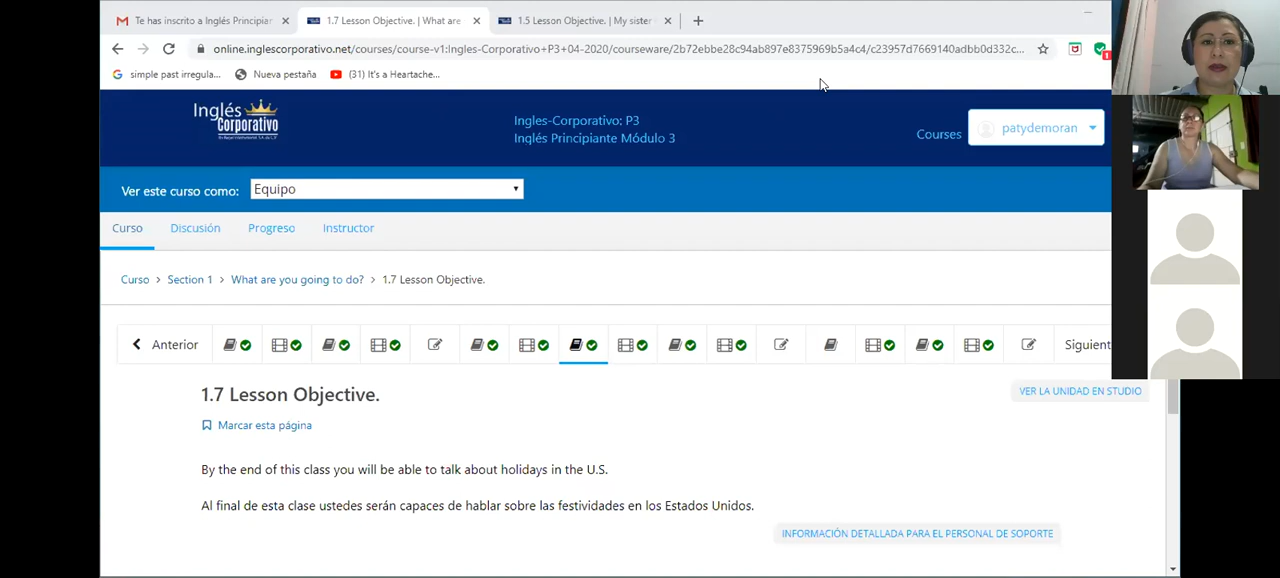 Te has inscrito a Inglés Principian
1.7 Lesson Objective. | What are
1.5 Lesson Objective. | My sister
online.inglescorporativo.net/courses/course-v1:Ingles-Corporativo+P3+04-2020/courseware/2b72ebbe28c94ab897e8375969b5a4c4/c23957d7669140adbb0d332c...
1
simple past irregula...
Nueva pestaña
(31) It's a Heartache...
Inglés
Corporativo
Ingles-Corporativo: P3
Inglés Principiante Módulo 3
Courses
patydemoran
Ver este curso como:
Equipo
Curso
Discusión
Progreso
Instructor
Curso > Section 1 > What are you going to do? > 1.7 Lesson Objective.
Anterior
Siguient
1.7 Lesson Objective.
VER LA UNIDAD EN STUDIO
Marcar esta página
By the end of this class you will be able to talk about holidays in the U.S.
Al final de esta clase ustedes serán capaces de hablar sobre las festividades en los Estados Unidos.
INFORMACIÓN DETALLADA PARA EL PERSONAL DE SOPORTE